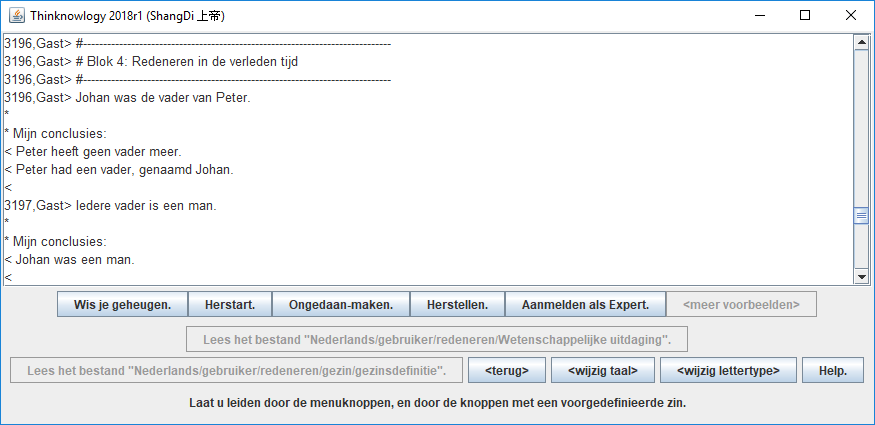 Thinknowlogy 2018r1 (ShangDi 上帝)
3196,Gast> #-----------------------------------------------------------------------------
3196,Gast> # Blok 4: Redeneren in de verleden tijd
3196,Gast> #-----------------------------------------------------------------------------
3196,Gast> Johan was de vader van Peter.
*
* Mijn conclusies:
< Peter heeft geen vader meer.
< Peter had een vader, genaamd Johan.
<
3197,Gast> Iedere vader is een man.
*
* Mijn conclusies:
< Johan was een man.
<
Wis je geheugen. Herstart. Ongedaan-maken. Herstellen. Aanmelden als Expert. <meer voorbeelden>
Lees het bestand "Nederlands/gebruiker/redeneren/Wetenschappelijke uitdaging".
Lees het bestand "Nederlands/gebruiker/redeneren/gezin/gezinsdefinitie". <terug> <wijzig taal> <wijzig lettertype> Help.
Laat u leiden door de menuknoppen, en door de knoppen met een voorgedefinieerde zin.